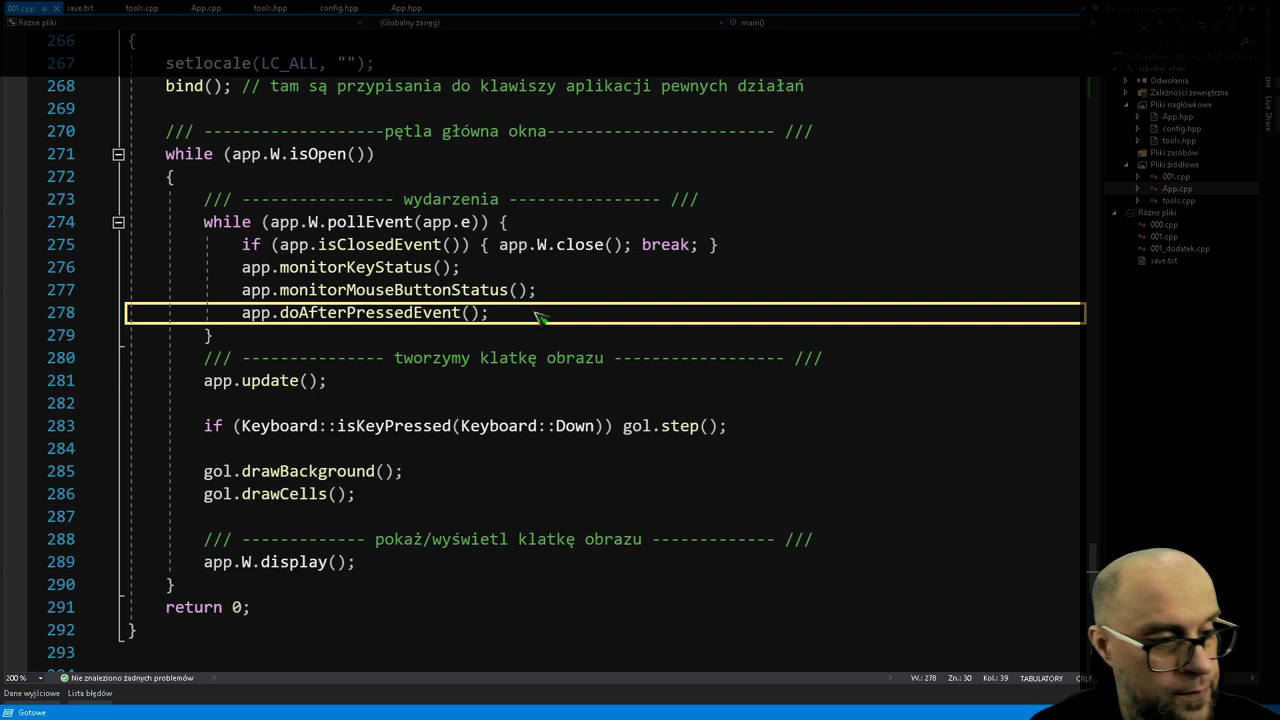 001.cpp save.txt tools.cpp App.cpp tools.hpp config.hpp App.hpp
Różne pliki (Globalny zasięg) main()
266 {
267 setlocale(LC_ALL, "");
268 bind(); // tam są przypisania do klawiszy aplikacji pewnych działań
269
270 /// -------------------pętla główna okna------------------------ ///
271 while (app.W.isOpen())
272 {
273 /// ---------------- wydarzenia ---------------- ///
274 while (app.W.pollEvent(app.e)) {
275 if (app.isClosedEvent()) { app.W.close(); break; }
276 app.monitorKeyStatus();
277 app.monitorMouseButtonStatus();
278 app.doAfterPressedEvent();
279 }
280 /// --------------- tworzymy klatkę obrazu ------------------ ///
281 app.update();
282
283 if (Keyboard::isKeyPressed(Keyboard::Down)) gol.step();
284
285 gol.drawBackground();
286 gol.drawCells();
287
288 /// ------------- pokaż/wyświetl klatkę obrazu ------------- ///
289 app.W.display();
290 }
291 return 0;
292 }
293
Odwołania
Zależności zewnętrzne
Pliki nagłówkowe
App.hpp
config.hpp
tools.hpp
Pliki zasobów
Pliki źródłowe
001.cpp
App.cpp
tools.cpp
Różne pliki
000.cpp
001.cpp
001_dodatek.cpp
save.txt
Live Share
200 % Nie znaleziono żadnych problemów W.: 278 Zn.: 30 Kol.: 39 TABULATORY CRLF
Dane wyjściowe Lista błędów
Gotowe